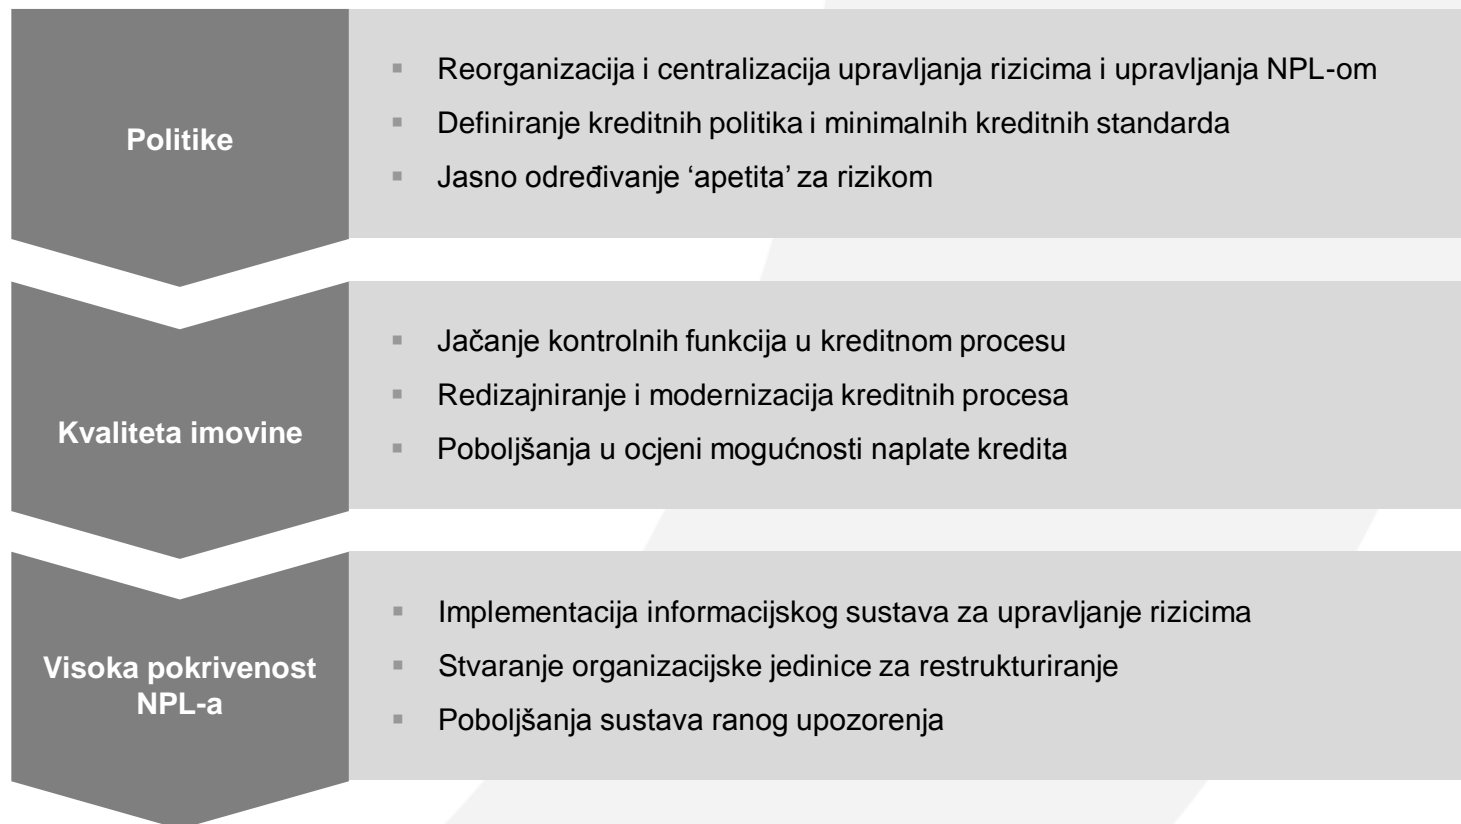 Politike
▪ Reorganizacija i centralizacija upravljanja rizicima i upravljanja NPL-om
▪ Definiranje kreditnih politika i minimalnih kreditnih standarda
▪ Jasno određivanje ‘apetita’ za rizikom
Kvaliteta imovine
▪ Jačanje kontrolnih funkcija u kreditnom procesu
▪ Redizajniranje i modernizacija kreditnih procesa
▪ Poboljšanja u ocjeni mogućnosti naplate kredita
Visoka pokrivenost
NPL-a
▪ Implementacija informacijskog sustava za upravljanje rizicima
▪ Stvaranje organizacijske jedinice za restrukturiranje
▪ Poboljšanja sustava ranog upozorenja